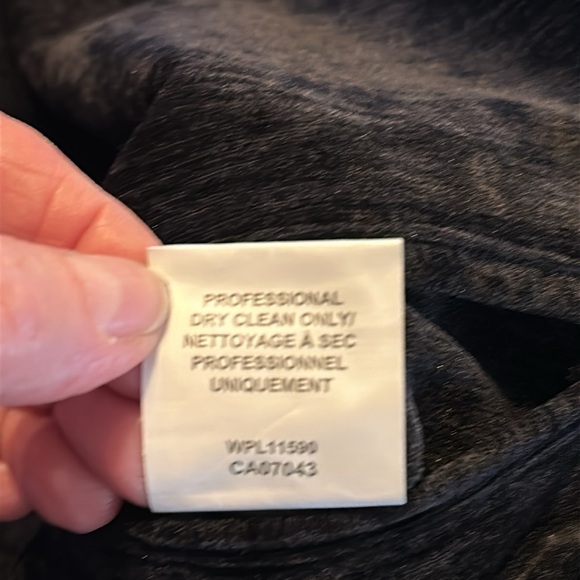 PROFESSIONAL
DRY CLEAN ONLY/
NETTOYAGE À SEC
PROFESSIONNEL
UNIQUEMENT
WPL11590
CA07043